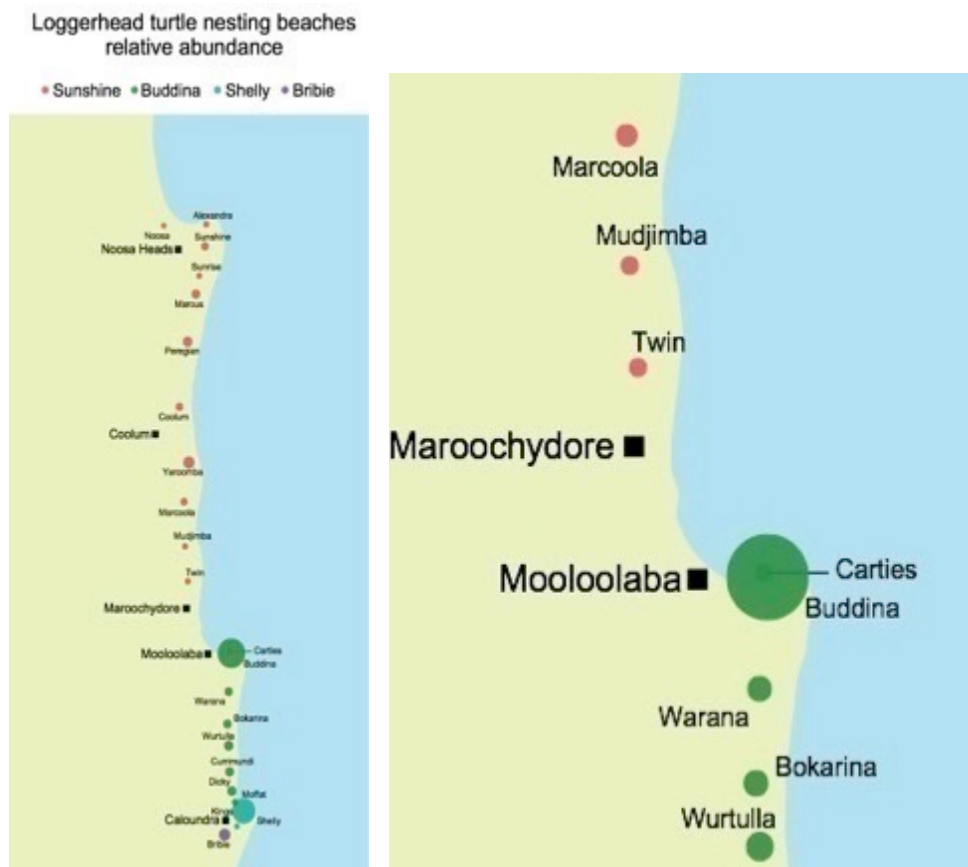 Loggerhead turtle nesting beaches
relative abundance
Sunshine Buddina Shelly Bribie
Alexandra
Noosa
Sunshine
Noosa Heads
Sunrise
Marcus
Peregian
Coolum
Coolum
Yaroomba
Marcoola
Mudjimba
Twin
Maroochydore
Mooloolaba
Carties
Buddina
Warana
Bokarina
Wurtulla
Currimundi
Dicky
Moffat
Kings
Caloundra
Shelly
Bribie
Marcoola
Mudjimba
Twin
Maroochydore
Mooloolaba
Carties
Buddina
Warana
Bokarina
Wurtulla